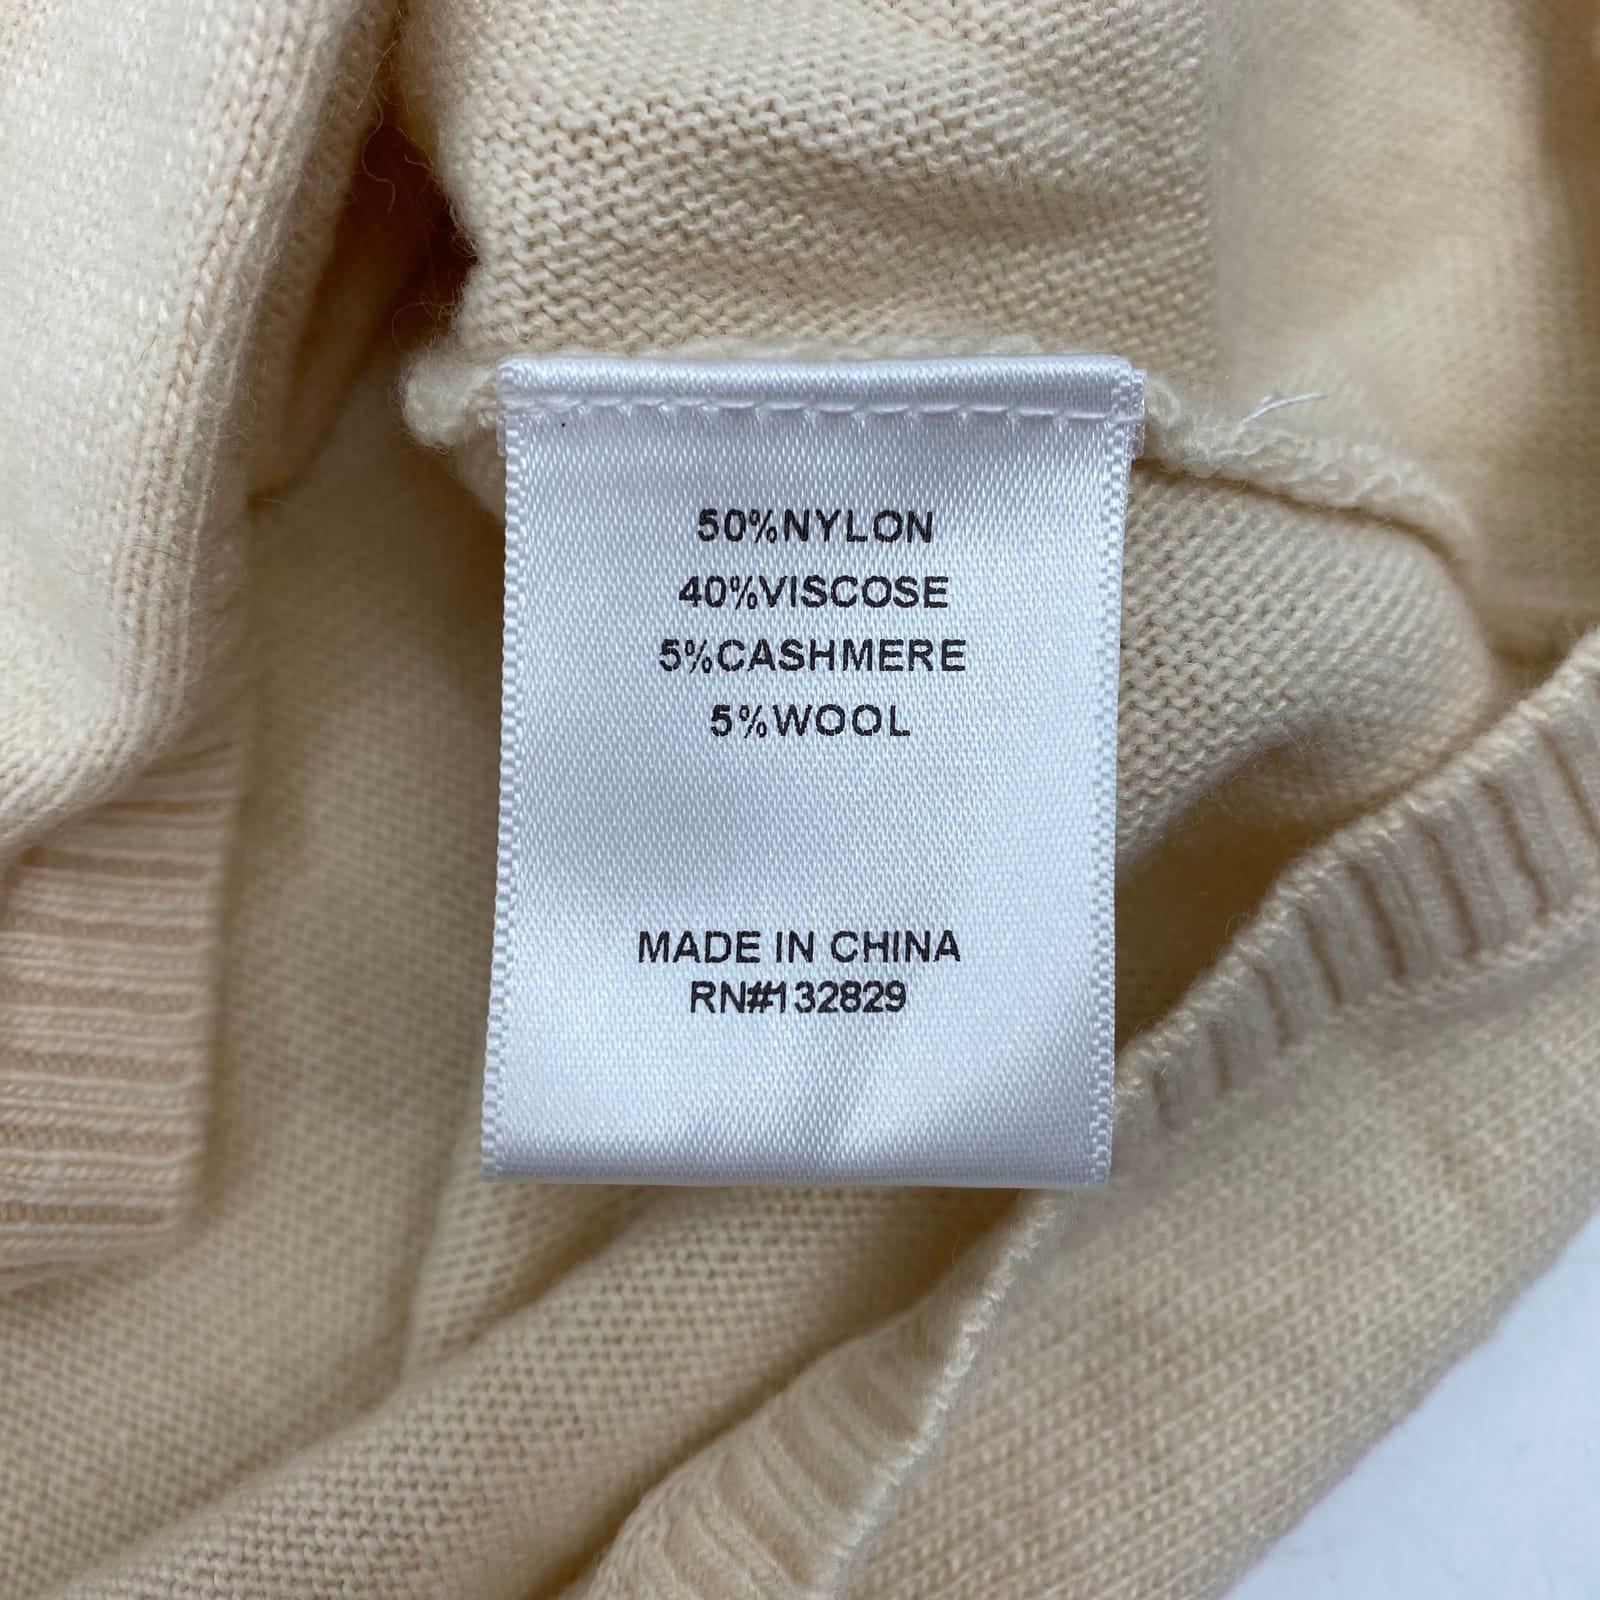 50%NYLON
40%VISCOSE
5%CASHMERE
5%WOOL
MADE IN CHINA
RN#132829